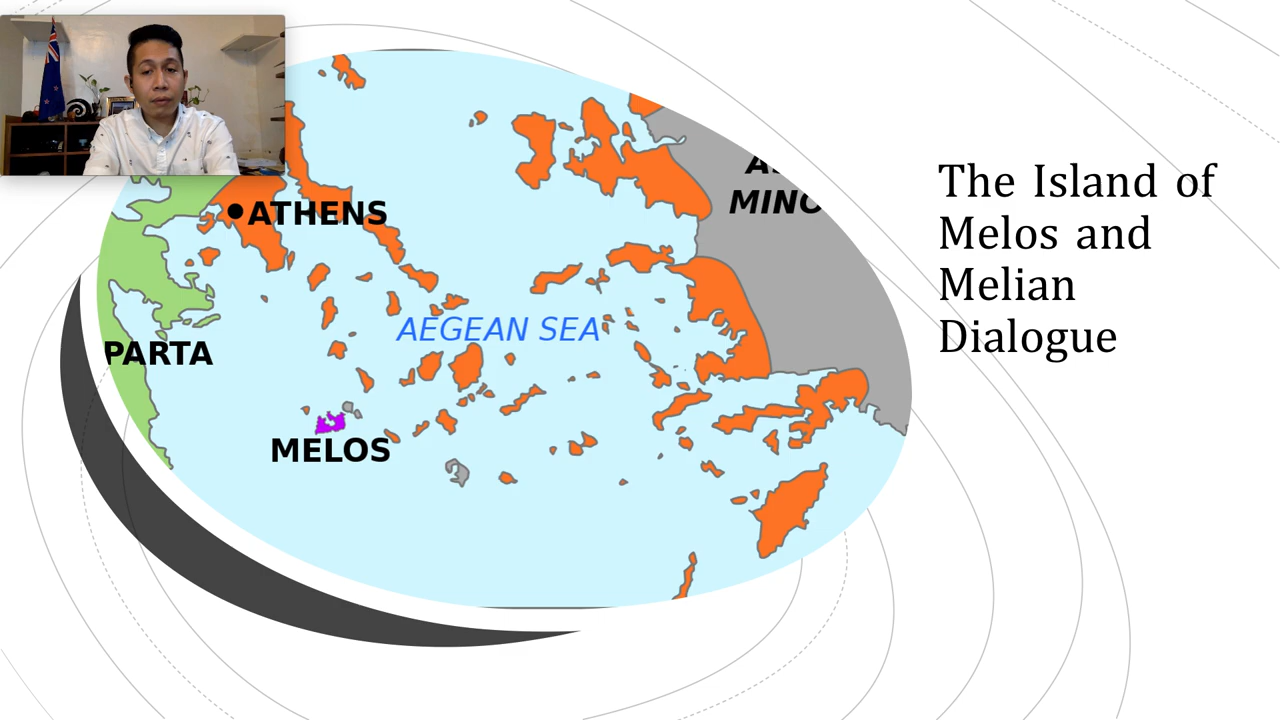 The Island of
Melos and
Melian
Dialogue
MINO
ATHENS
AEGEAN SEA
PARTA
MELOS